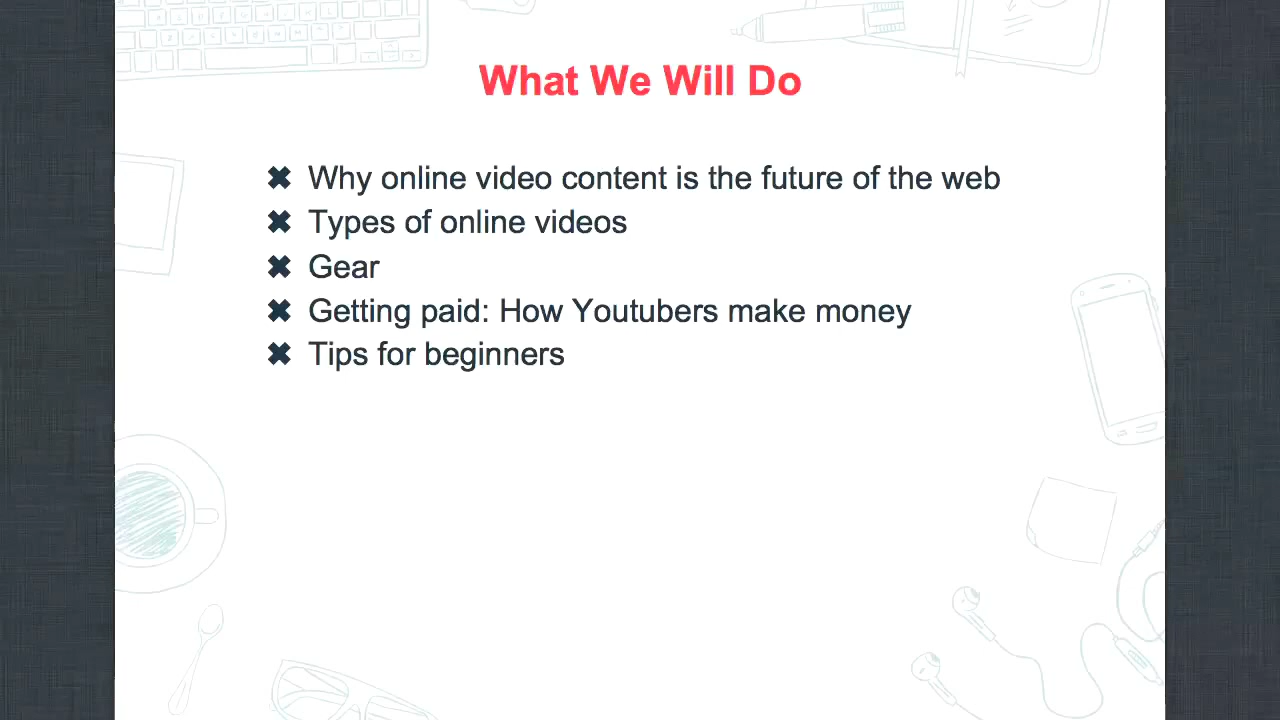 What We Will Do
✖ Why online video content is the future of the web
✖ Types of online videos
✖ Gear
✖ Getting paid: How Youtubers make money
✖ Tips for beginners